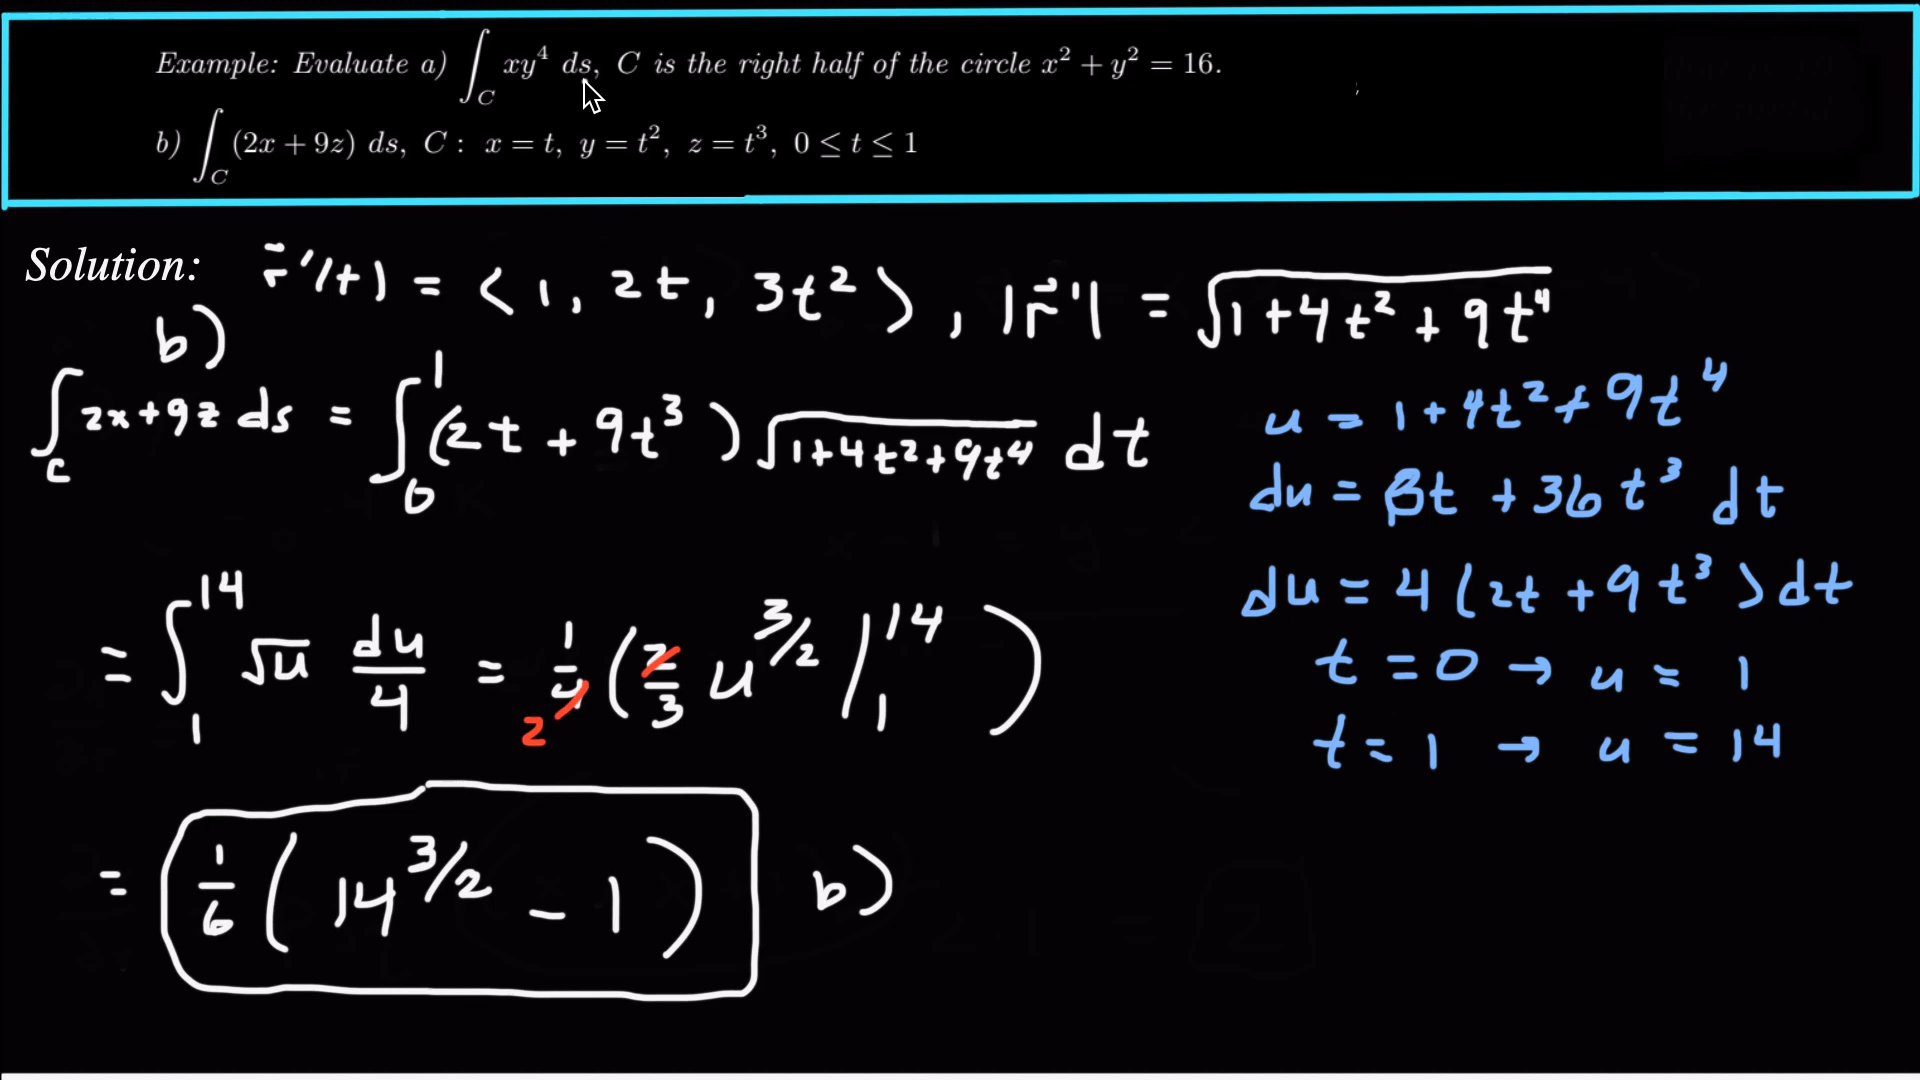 Example: Evaluate a) ∫_C xy⁴ ds, C is the right half of the circle x² + y² = 16.
b) ∫_C (2x + 9z) ds, C : x = t, y = t², z = t³, 0 ≤ t ≤ 1
Solution: r⃗'(t) = ⟨1, 2t, 3t²⟩, |r⃗'| = √(1+4t²+9t⁴)
b)
∫_C 2x+9z ds = ∫_0^1 (2t + 9t³) √(1+4t²+9t⁴) dt
= ∫_1^14 √u du/4 = 1/4 (2/3 u^(3/2) |_1^14)
2
= 1/6 (14^(3/2) − 1) b)
u = 1+4t²+9t⁴
du = 8t + 36t³ dt
du = 4(2t + 9t³) dt
t = 0 → u = 1
t = 1 → u = 14